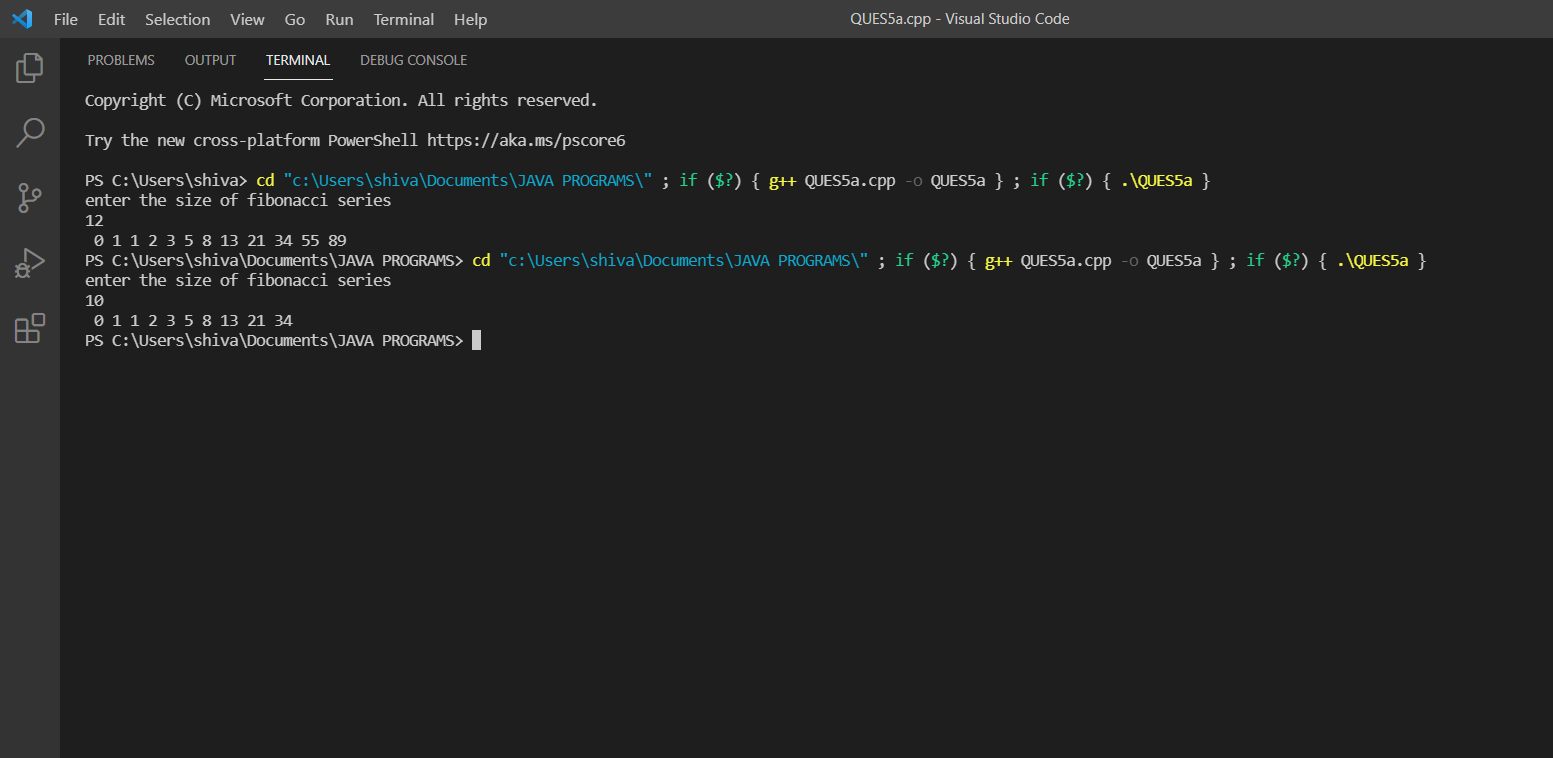 File Edit Selection View Go Run Terminal Help QUES5a.cpp - Visual Studio Code
PROBLEMS OUTPUT TERMINAL DEBUG CONSOLE
Copyright (C) Microsoft Corporation. All rights reserved.
Try the new cross-platform PowerShell https://aka.ms/pscore6
PS C:\Users\shiva> cd "c:\Users\shiva\Documents\JAVA PROGRAMS\" ; if ($?) { g++ QUES5a.cpp -o QUES5a } ; if ($?) { .\QUES5a }
enter the size of fibonacci series
12
0 1 1 2 3 5 8 13 21 34 55 89
PS C:\Users\shiva\Documents\JAVA PROGRAMS> cd "c:\Users\shiva\Documents\JAVA PROGRAMS\" ; if ($?) { g++ QUES5a.cpp -o QUES5a } ; if ($?) { .\QUES5a }
enter the size of fibonacci series
10
0 1 1 2 3 5 8 13 21 34
PS C:\Users\shiva\Documents\JAVA PROGRAMS>